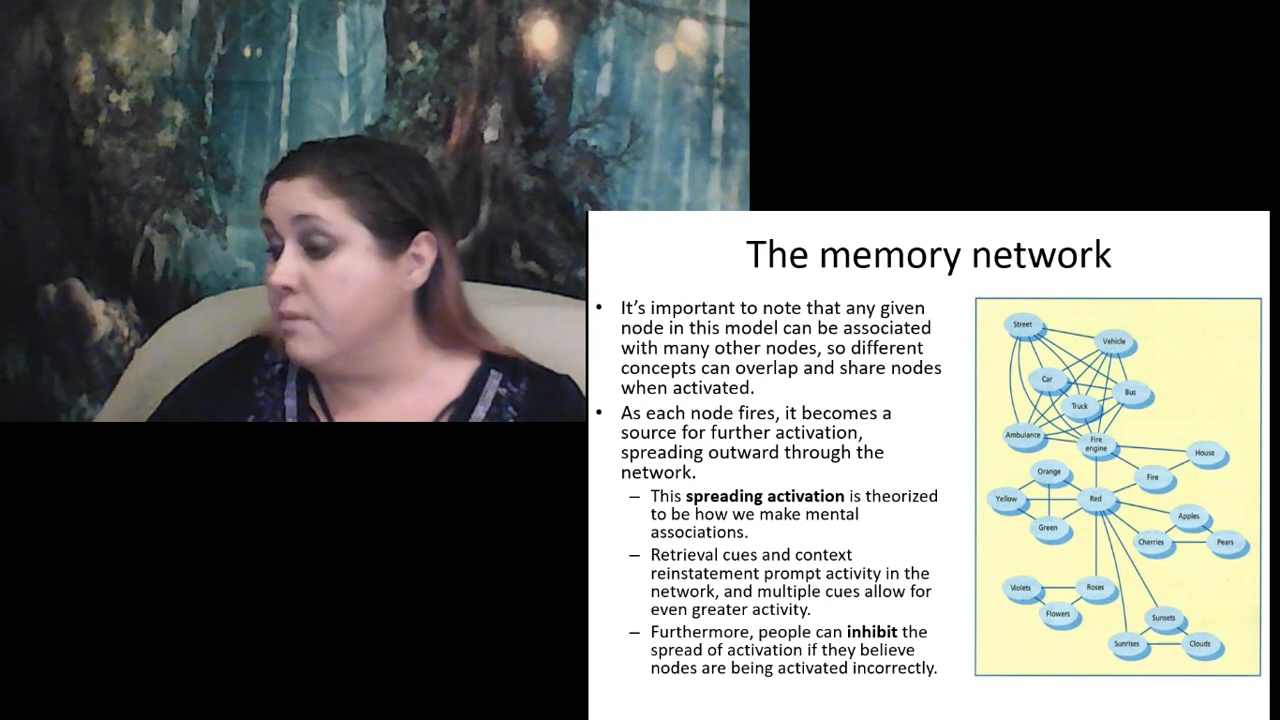 The memory network
• It’s important to note that any given
node in this model can be associated
with many other nodes, so different
concepts can overlap and share nodes
when activated.
• As each node fires, it becomes a
source for further activation,
spreading outward through the
network.
– This spreading activation is theorized
to be how we make mental
associations.
– Retrieval cues and context
reinstatement prompt activity in the
network, and multiple cues allow for
even greater activity.
– Furthermore, people can inhibit the
spread of activation if they believe
nodes are being activated incorrectly.
Street
Vehicle
Car
Bus
Truck
Ambulance
Fire
engine
House
Orange
Fire
Yellow
Red
Green
Apples
Cherries
Pears
Violets
Roses
Flowers
Sunsets
Sunrises
Clouds